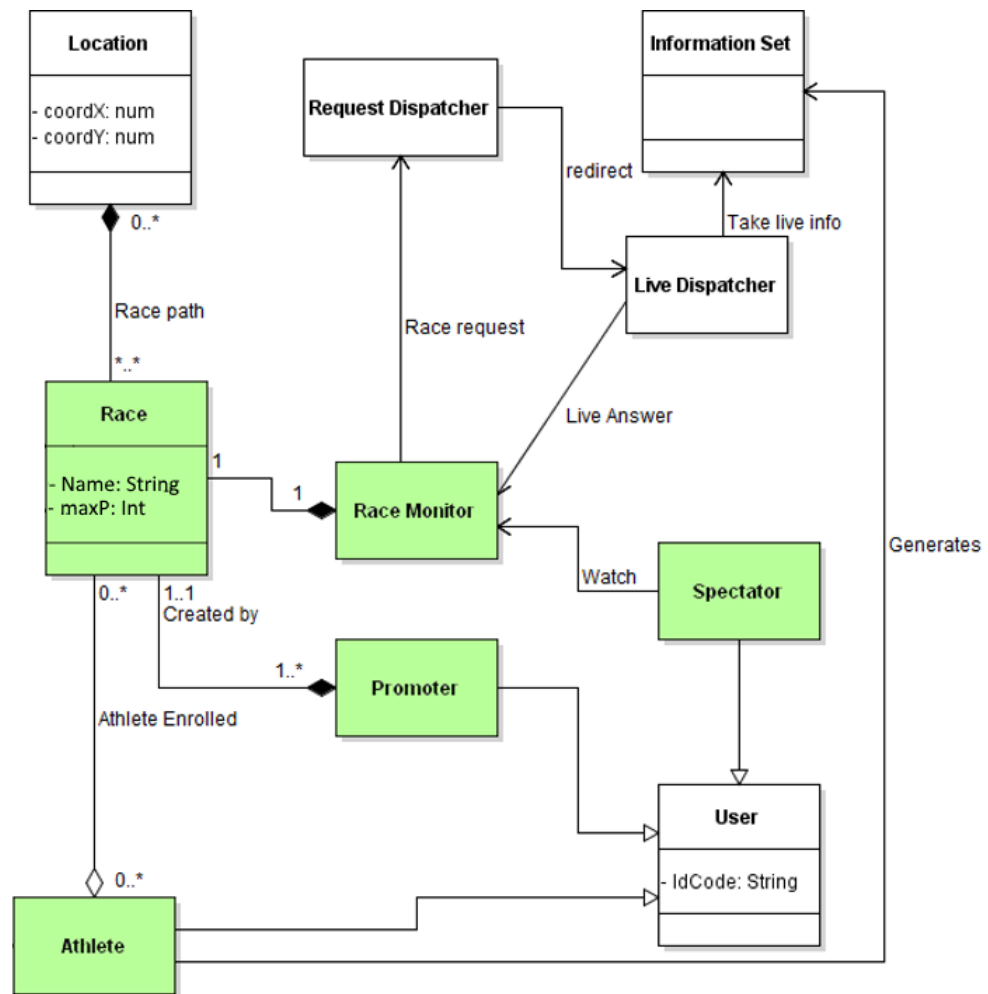 Location
- coordX: num
- coordY: num
0..*
Race path
*..*
Request Dispatcher
redirect
Information Set
Take live info
Live Dispatcher
Race request
Live Answer
Race
- Name: String
- maxP: Int
1
1
Race Monitor
Watch
Spectator
Generates
0..*
1..1
Created by
1..*
Promoter
Athlete Enrolled
0..*
Athlete
User
- IdCode: String